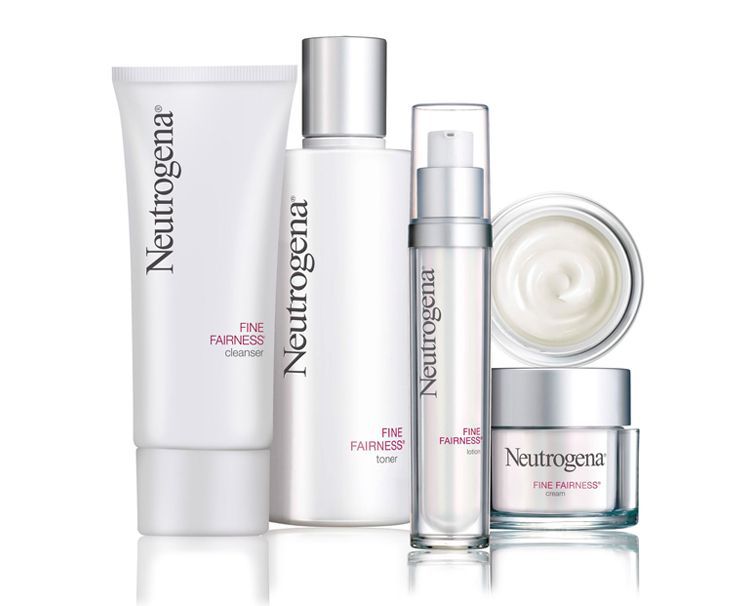 Neutrogena®
FINE
FAIRNESS®
cleanser
Neutrogena®
FINE
FAIRNESS®
toner
Neutrogena®
FINE
FAIRNESS®
lotion
Neutrogena®
FINE FAIRNESS®
cream